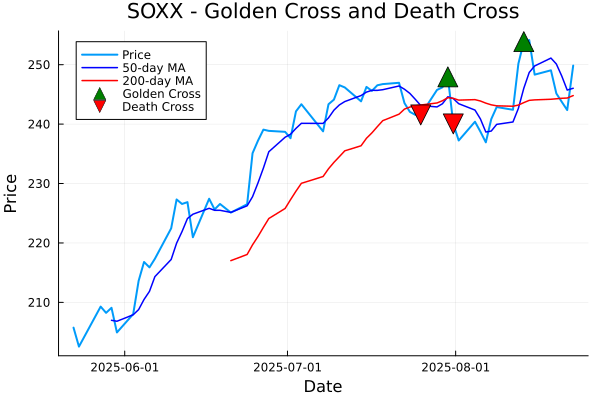 SOXX - Golden Cross and Death Cross
Price
50-day MA
200-day MA
Golden Cross
Death Cross
250
240
230
220
210
Price
2025-06-01
2025-07-01
2025-08-01
Date